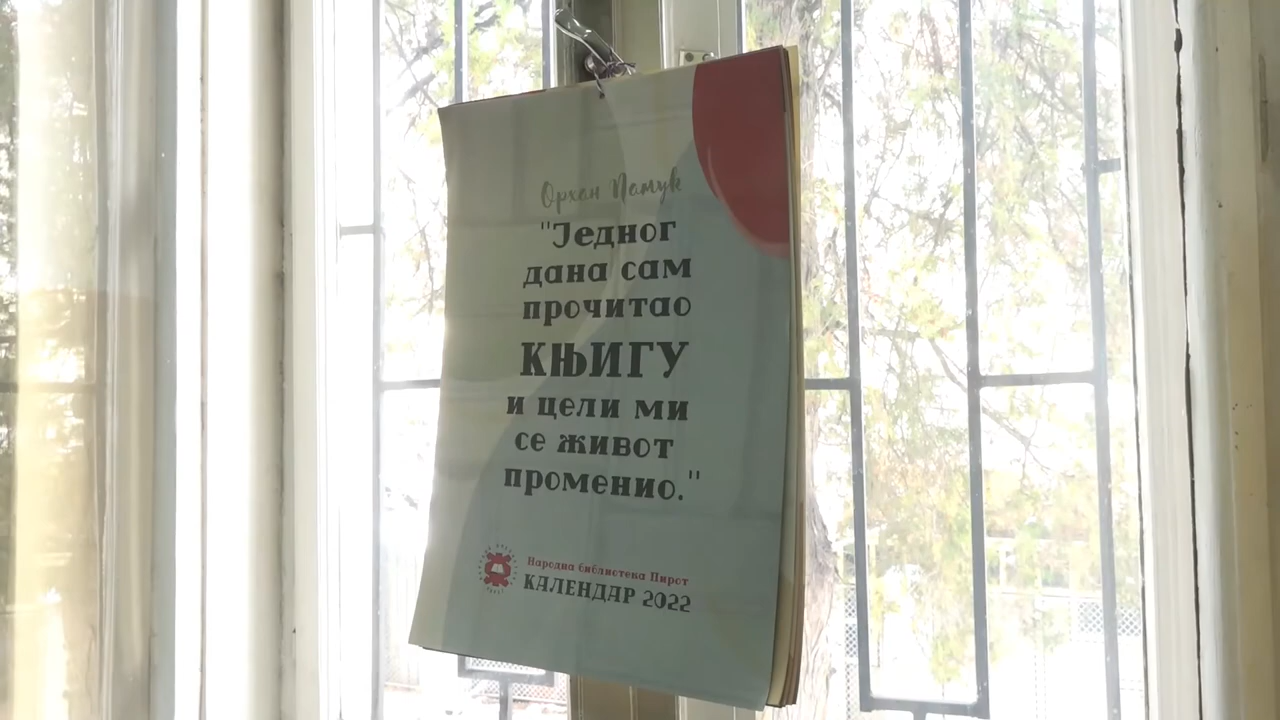 Орхан Памук
"Једног
дана сам
прочитао
КЊИГУ
и цели ми
се живот
променио."
Народна библиотека Пирот
КАЛЕНДАР 2022